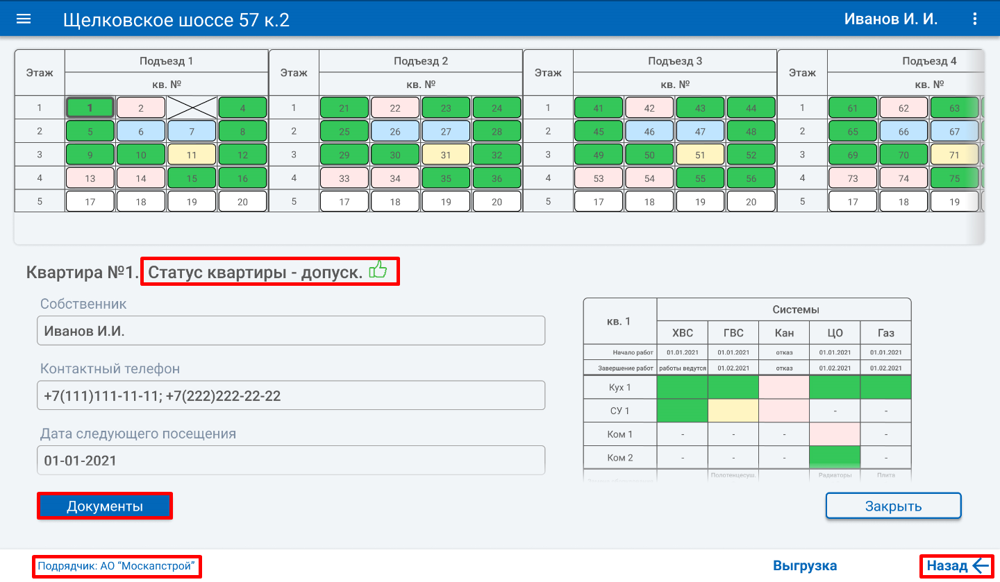 Щелковское шоссе 57 к.2 Иванов И. И.
Этаж Подъезд 1 Этаж Подъезд 2 Этаж Подъезд 3 Этаж Подъезд 4
кв. № кв. № кв. № кв. №
1 1 2 4 1 21 22 23 24 1 41 42 43 44 1 61 62 63
2 5 6 7 8 2 25 26 27 28 2 45 46 47 48 2 65 66 67
3 9 10 11 12 3 29 30 31 32 3 49 50 51 52 3 69 70 71
4 13 14 15 16 4 33 34 35 36 4 53 54 55 56 4 73 74 75
5 17 18 19 20 5 17 18 19 20 5 17 18 19 20 5 17 18 19
Квартира №1. Статус квартиры - допуск.
Собственник
Иванов И.И.
Контактный телефон
+7(111)111-11-11; +7(222)222-22-22
Дата следующего посещения
01-01-2021
кв. 1 Системы
ХВС ГВС Кан ЦО Газ
Начало работ 01.01.2021 01.01.2021 отказ 01.01.2021 01.01.2021
Завершение работ работы ведутся 01.02.2021 отказ 01.02.2021 01.02.2021
Кух 1
СУ 1 - -
Ком 1 - - - -
Ком 2 - - - -
Полотенцесуш. Радиаторы Плита
Документы Закрыть
Подрядчик: АО “Москапстрой” Выгрузка Назад